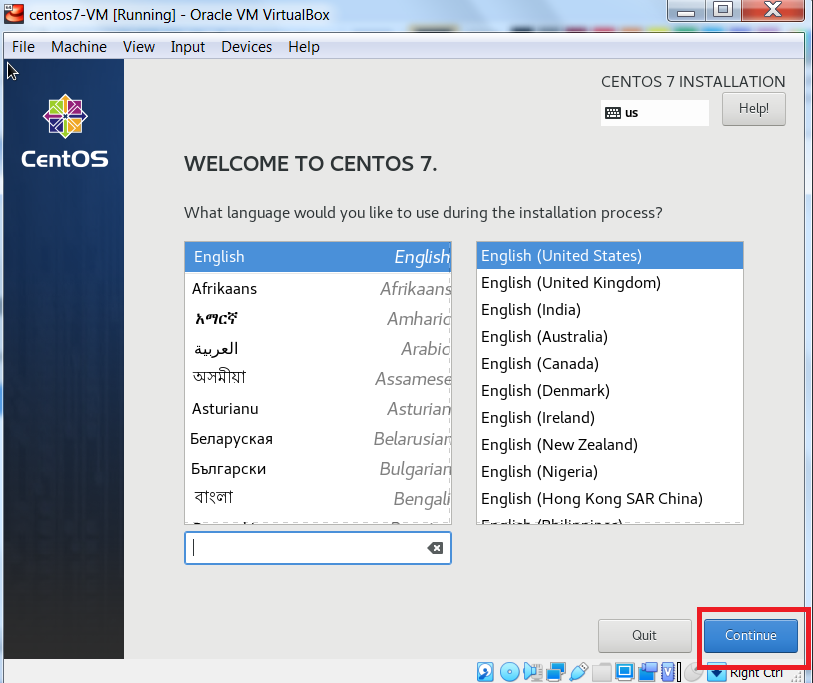 centos7-VM [Running] - Oracle VM VirtualBox
File Machine View Input Devices Help
CentOS
CENTOS 7 INSTALLATION
us
Help!
WELCOME TO CENTOS 7.
What language would you like to use during the installation process?
English English
Afrikaans Afrikaans
አማርኛ Amharic
العربية Arabic
অসমীয়া Assamese
Asturianu Asturian
Беларуская Belarusian
Български Bulgarian
বাংলা Bengali
English (United States)
English (United Kingdom)
English (India)
English (Australia)
English (Canada)
English (Denmark)
English (Ireland)
English (New Zealand)
English (Nigeria)
English (Hong Kong SAR China)
English (Philippines)
Quit Continue
Right Ctrl